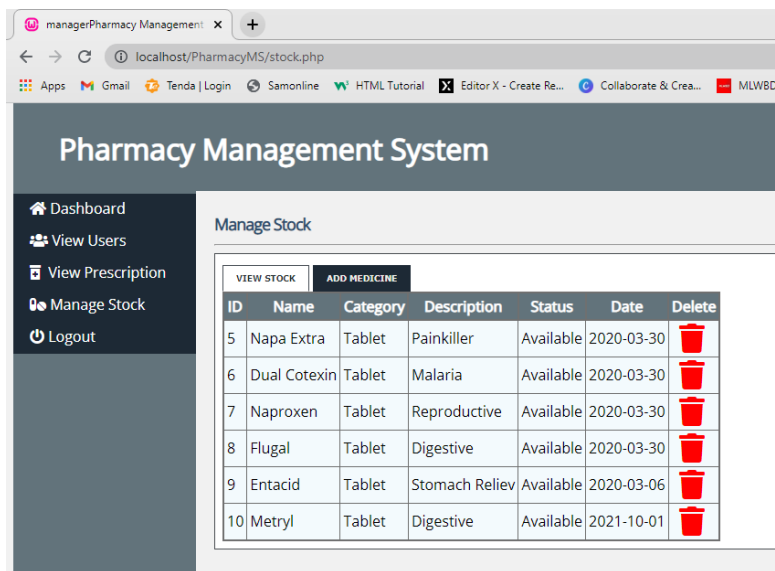 managerPharmacy Management
localhost/PharmacyMS/stock.php
Apps Gmail Tenda | Login Samonline HTML Tutorial Editor X - Create Re... Collaborate & Crea... MLWBD
Pharmacy Management System
Dashboard
View Users
View Prescription
Manage Stock
Logout
Manage Stock
VIEW STOCK ADD MEDICINE
ID Name Category Description Status Date Delete
5 Napa Extra Tablet Painkiller Available 2020-03-30
6 Dual Cotexin Tablet Malaria Available 2020-03-30
7 Naproxen Tablet Reproductive Available 2020-03-30
8 Flugal Tablet Digestive Available 2020-03-30
9 Entacid Tablet Stomach Reliev Available 2020-03-06
10 Metryl Tablet Digestive Available 2021-10-01